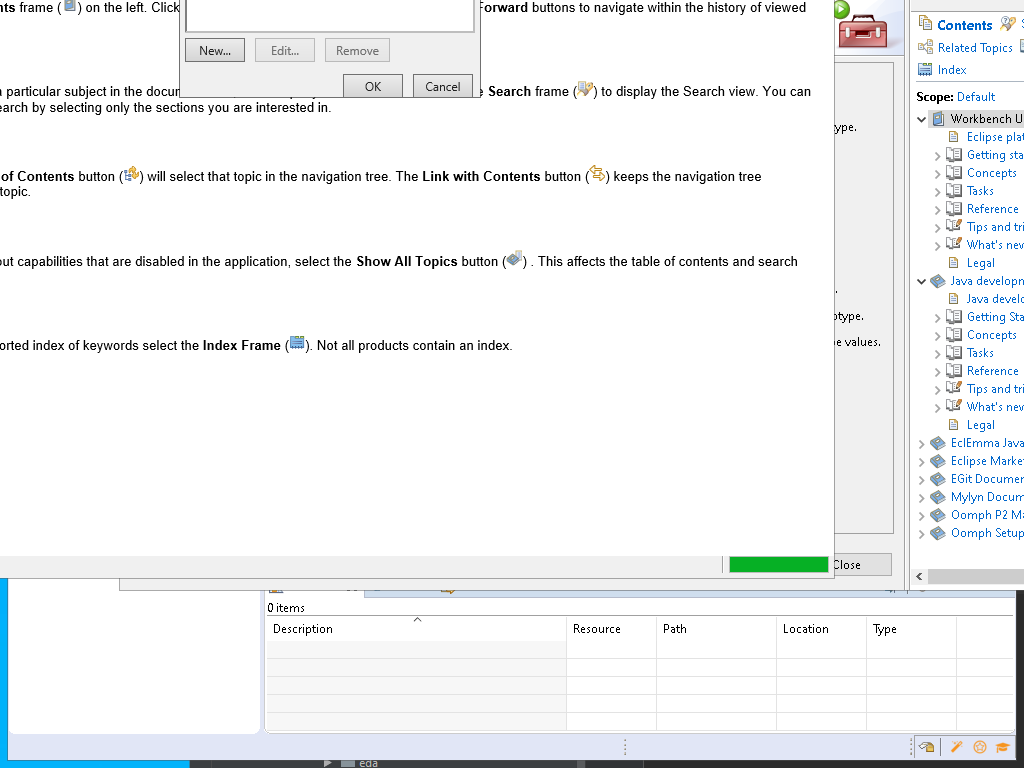 nts frame ( ) on the left. Click
Forward buttons to navigate within the history of viewed
New...
Edit...
Remove
OK
Cancel
a particular subject in the docum
Search frame ( ) to display the Search view. You can
earch by selecting only the sections you are interested in.
of Contents button ( ) will select that topic in the navigation tree. The Link with Contents button ( ) keeps the navigation tree
topic.
out capabilities that are disabled in the application, select the Show All Topics button ( ) . This affects the table of contents and search
orted index of keywords select the Index Frame ( ). Not all products contain an index.
ype.
otype.
e values.
Close
Contents
Related Topics
Index
Scope: Default
Workbench U
Eclipse plat
Getting sta
Concepts
Tasks
Reference
Tips and tri
What's new
Legal
Java developm
Java develo
Getting Sta
Concepts
Tasks
Reference
Tips and tri
What's new
Legal
EclEmma Java
Eclipse Marke
EGit Documen
Mylyn Docum
Oomph P2 Ma
Oomph Setup
0 items
Description
Resource
Path
Location
Type
eda